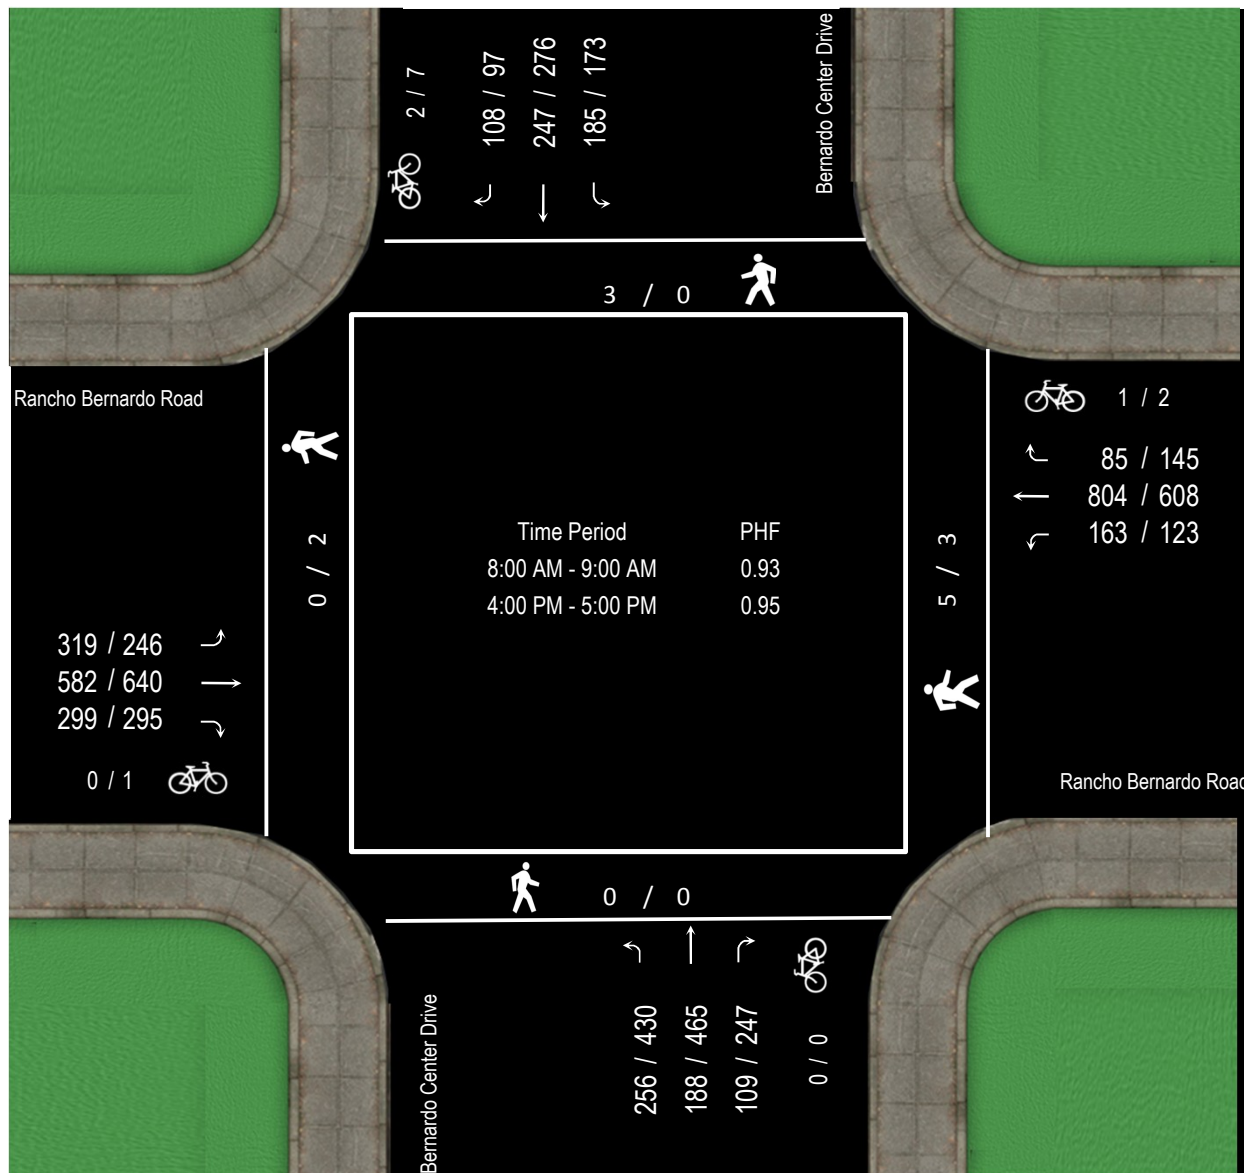 2 / 7
108 / 97
247 / 276
185 / 173
Bernardo Center Drive
3 / 0
Rancho Bernardo Road
1 / 2
85 / 145
804 / 608
163 / 123
0 / 2
Time Period PHF
8:00 AM - 9:00 AM 0.93
4:00 PM - 5:00 PM 0.95
5 / 3
319 / 246
582 / 640
299 / 295
0 / 1
Rancho Bernardo Road
0 / 0
Bernardo Center Drive
256 / 430
188 / 465
109 / 247
0 / 0